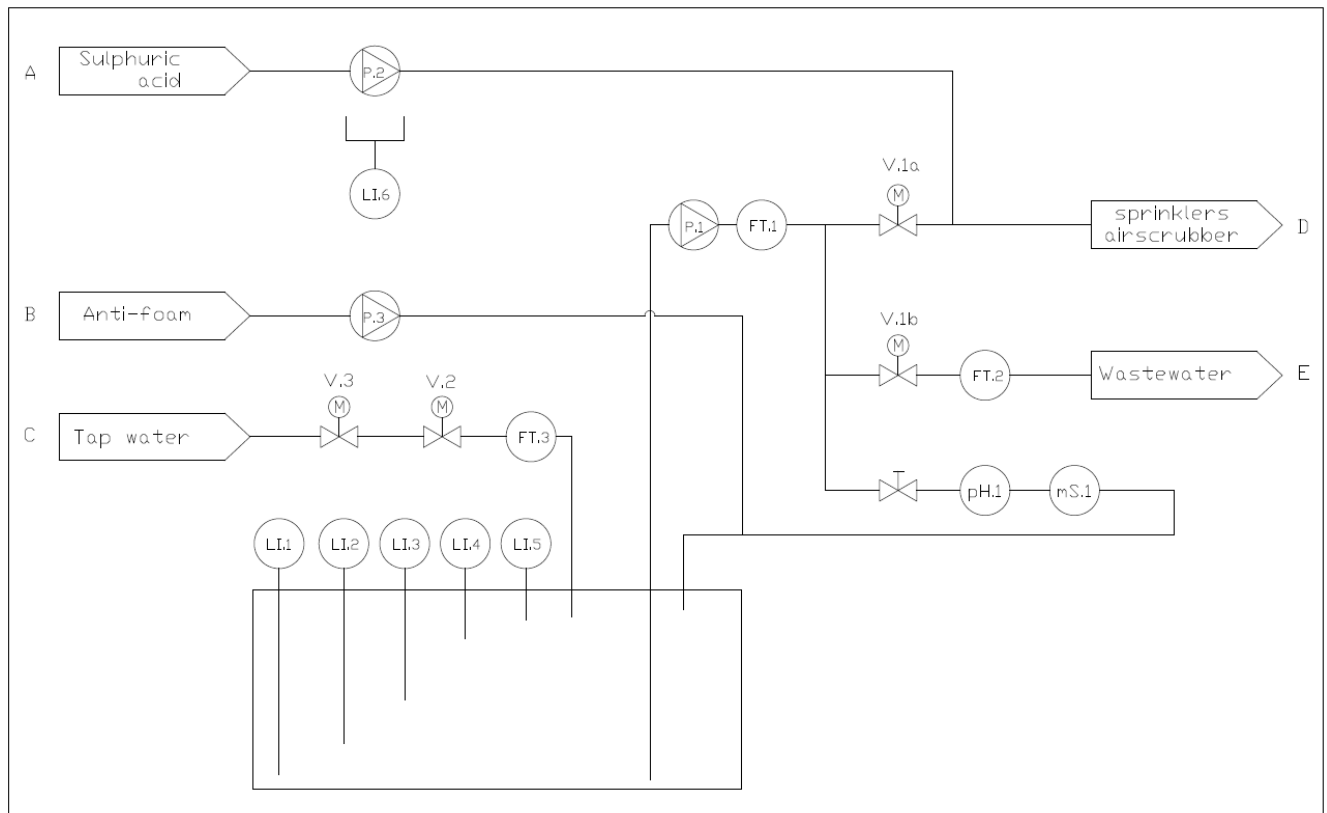 A
Sulphuric
acid
P.2
LI.6
V.1a
M
P.1
FT.1
sprinklers
airscrubber
D
B
Anti-foam
P.3
V.1b
M
FT.2
Wastewater
E
V.3
V.2
M
M
C
Tap water
FT.3
pH.1
mS.1
LI.1
LI.2
LI.3
LI.4
LI.5